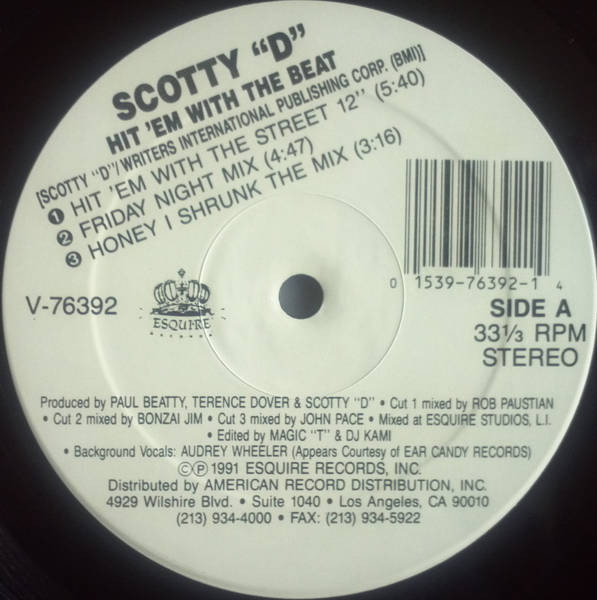 SCOTTY "D"
HIT 'EM WITH THE BEAT
[SCOTTY "D"/WRITERS INTERNATIONAL PUBLISHING CORP. (BMI)]
1 HIT 'EM WITH THE STREET 12" (5:40)
2 FRIDAY NIGHT MIX (4:47)
3 HONEY I SHRUNK THE MIX (3:16)
0 1539-76392-1 4
V-76392
ESQUIRE
RECORDS
SIDE A
33 1/3 RPM
STEREO
Produced by PAUL BEATTY, TERENCE DOVER & SCOTTY "D" • Cut 1 mixed by ROB PAUSTIAN
• Cut 2 mixed by BONZAI JIM • Cut 3 mixed by JOHN PACE • Mixed at ESQUIRE STUDIOS, L.I.
• Edited by MAGIC "T" & DJ KAMI
• Background Vocals: AUDREY WHEELER (Appears Courtesy of EAR CANDY RECORDS)
©℗ 1991 ESQUIRE RECORDS, INC.
Distributed by AMERICAN RECORD DISTRIBUTION, INC.
4929 Wilshire Blvd. • Suite 1040 • Los Angeles, CA 90010
(213) 934-4000 • FAX: (213) 934-5922